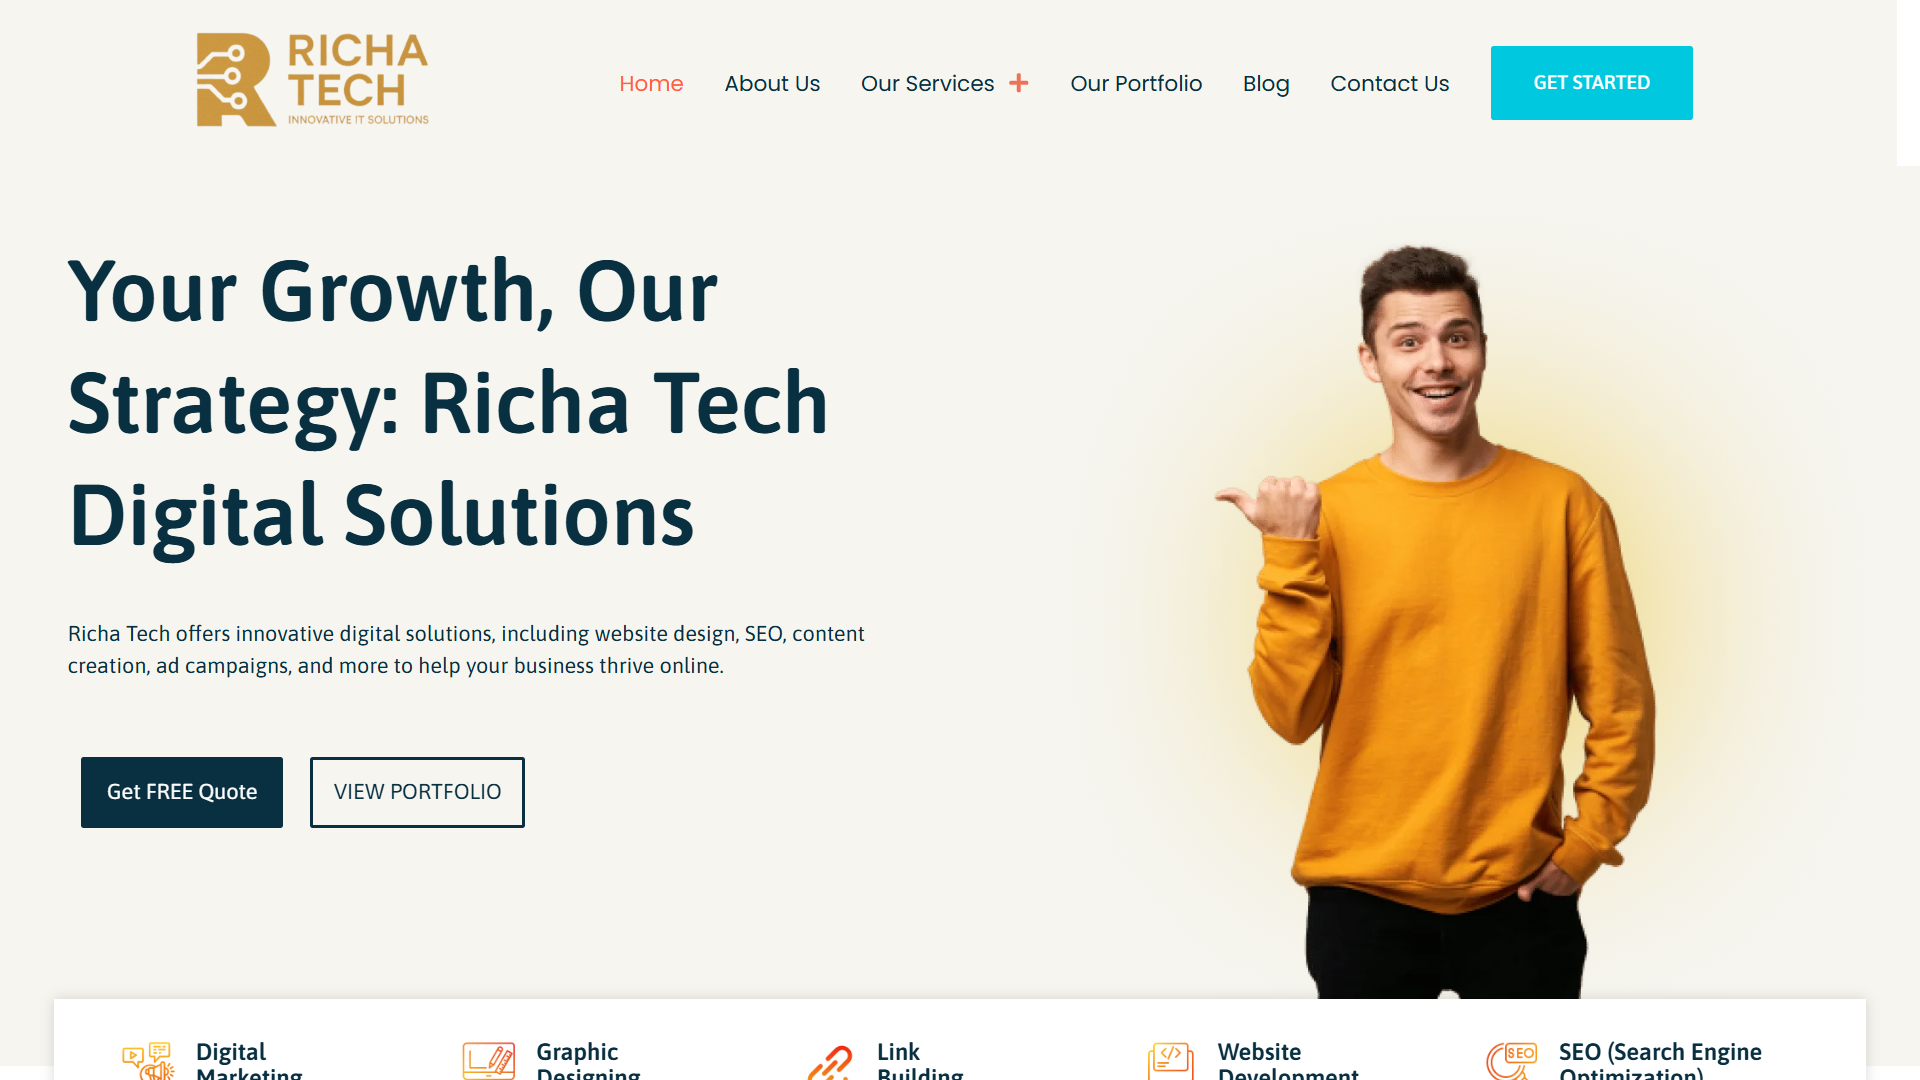 RICHA
TECH
INNOVATIVE IT SOLUTIONS
Home About Us Our Services + Our Portfolio Blog Contact Us GET STARTED
Your Growth, Our
Strategy: Richa Tech
Digital Solutions
Richa Tech offers innovative digital solutions, including website design, SEO, content
creation, ad campaigns, and more to help your business thrive online.
Get FREE Quote VIEW PORTFOLIO
Digital
Marketing
Graphic
Designing
Link
Building
Website
Development
SEO
SEO (Search Engine
Optimization)